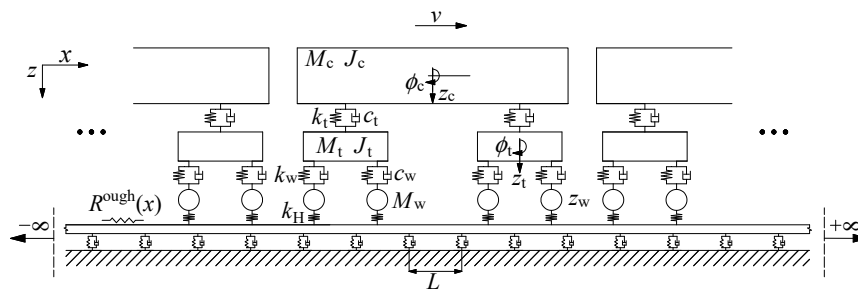 v
x
z
M_c J_c
ϕ_c
z_c
k_t c_t
M_t J_t
ϕ_t
z_t
k_w c_w
R^ough(x)
k_H M_w z_w
−∞ +∞
L